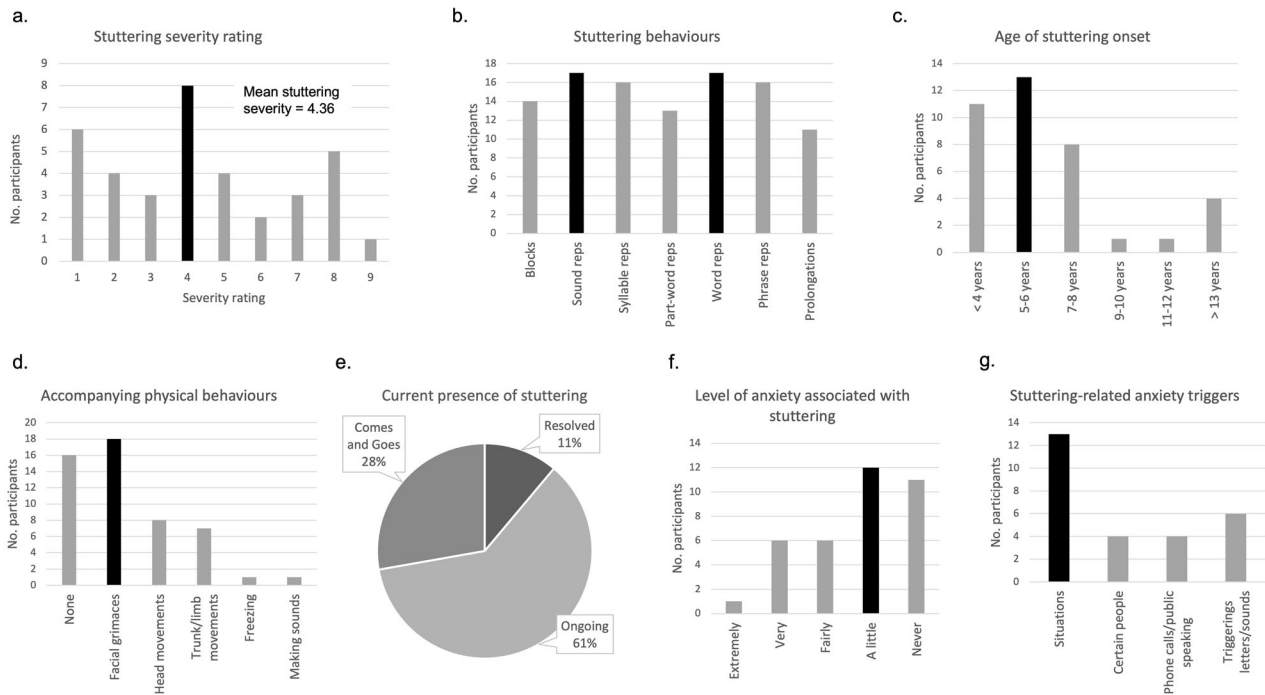 a.
Stuttering severity rating
9
8
7
6
5
4
3
2
1
0
No. participants
Mean stuttering
severity = 4.36
1 2 3 4 5 6 7 8 9
Severity rating
b.
Stuttering behaviours
18
16
14
12
10
8
6
4
2
0
No. participants
Blocks
Sound reps
Syllable reps
Part-word reps
Word reps
Phrase reps
Prolongations
c.
Age of stuttering onset
14
12
10
8
6
4
2
0
No. participants
< 4 years
5-6 years
7-8 years
9-10 years
11-12 years
> 13 years
d.
Accompanying physical behaviours
20
18
16
14
12
10
8
6
4
2
0
No. participants
None
Facial grimaces
Head movements
Trunk/limb
movements
Freezing
Making sounds
e.
Current presence of stuttering
Comes
and Goes
28%
Resolved
11%
Ongoing
61%
f.
Level of anxiety associated with
stuttering
14
12
10
8
6
4
2
0
No. participants
Extremely
Very
Fairly
A little
Never
g.
Stuttering-related anxiety triggers
14
12
10
8
6
4
2
0
No. participants
Situations
Certain people
Phone calls/public
speaking
Triggerings
letters/sounds